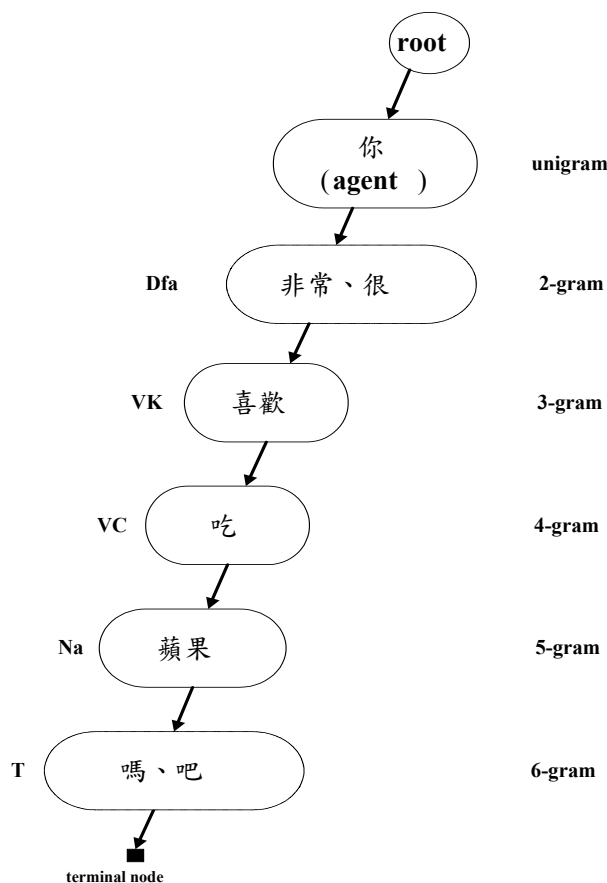 root
你
(agent )
unigram
Dfa
非常、很
2-gram
VK
喜歡
3-gram
VC
吃
4-gram
Na
蘋果
5-gram
T
嗎、吧
6-gram
terminal node